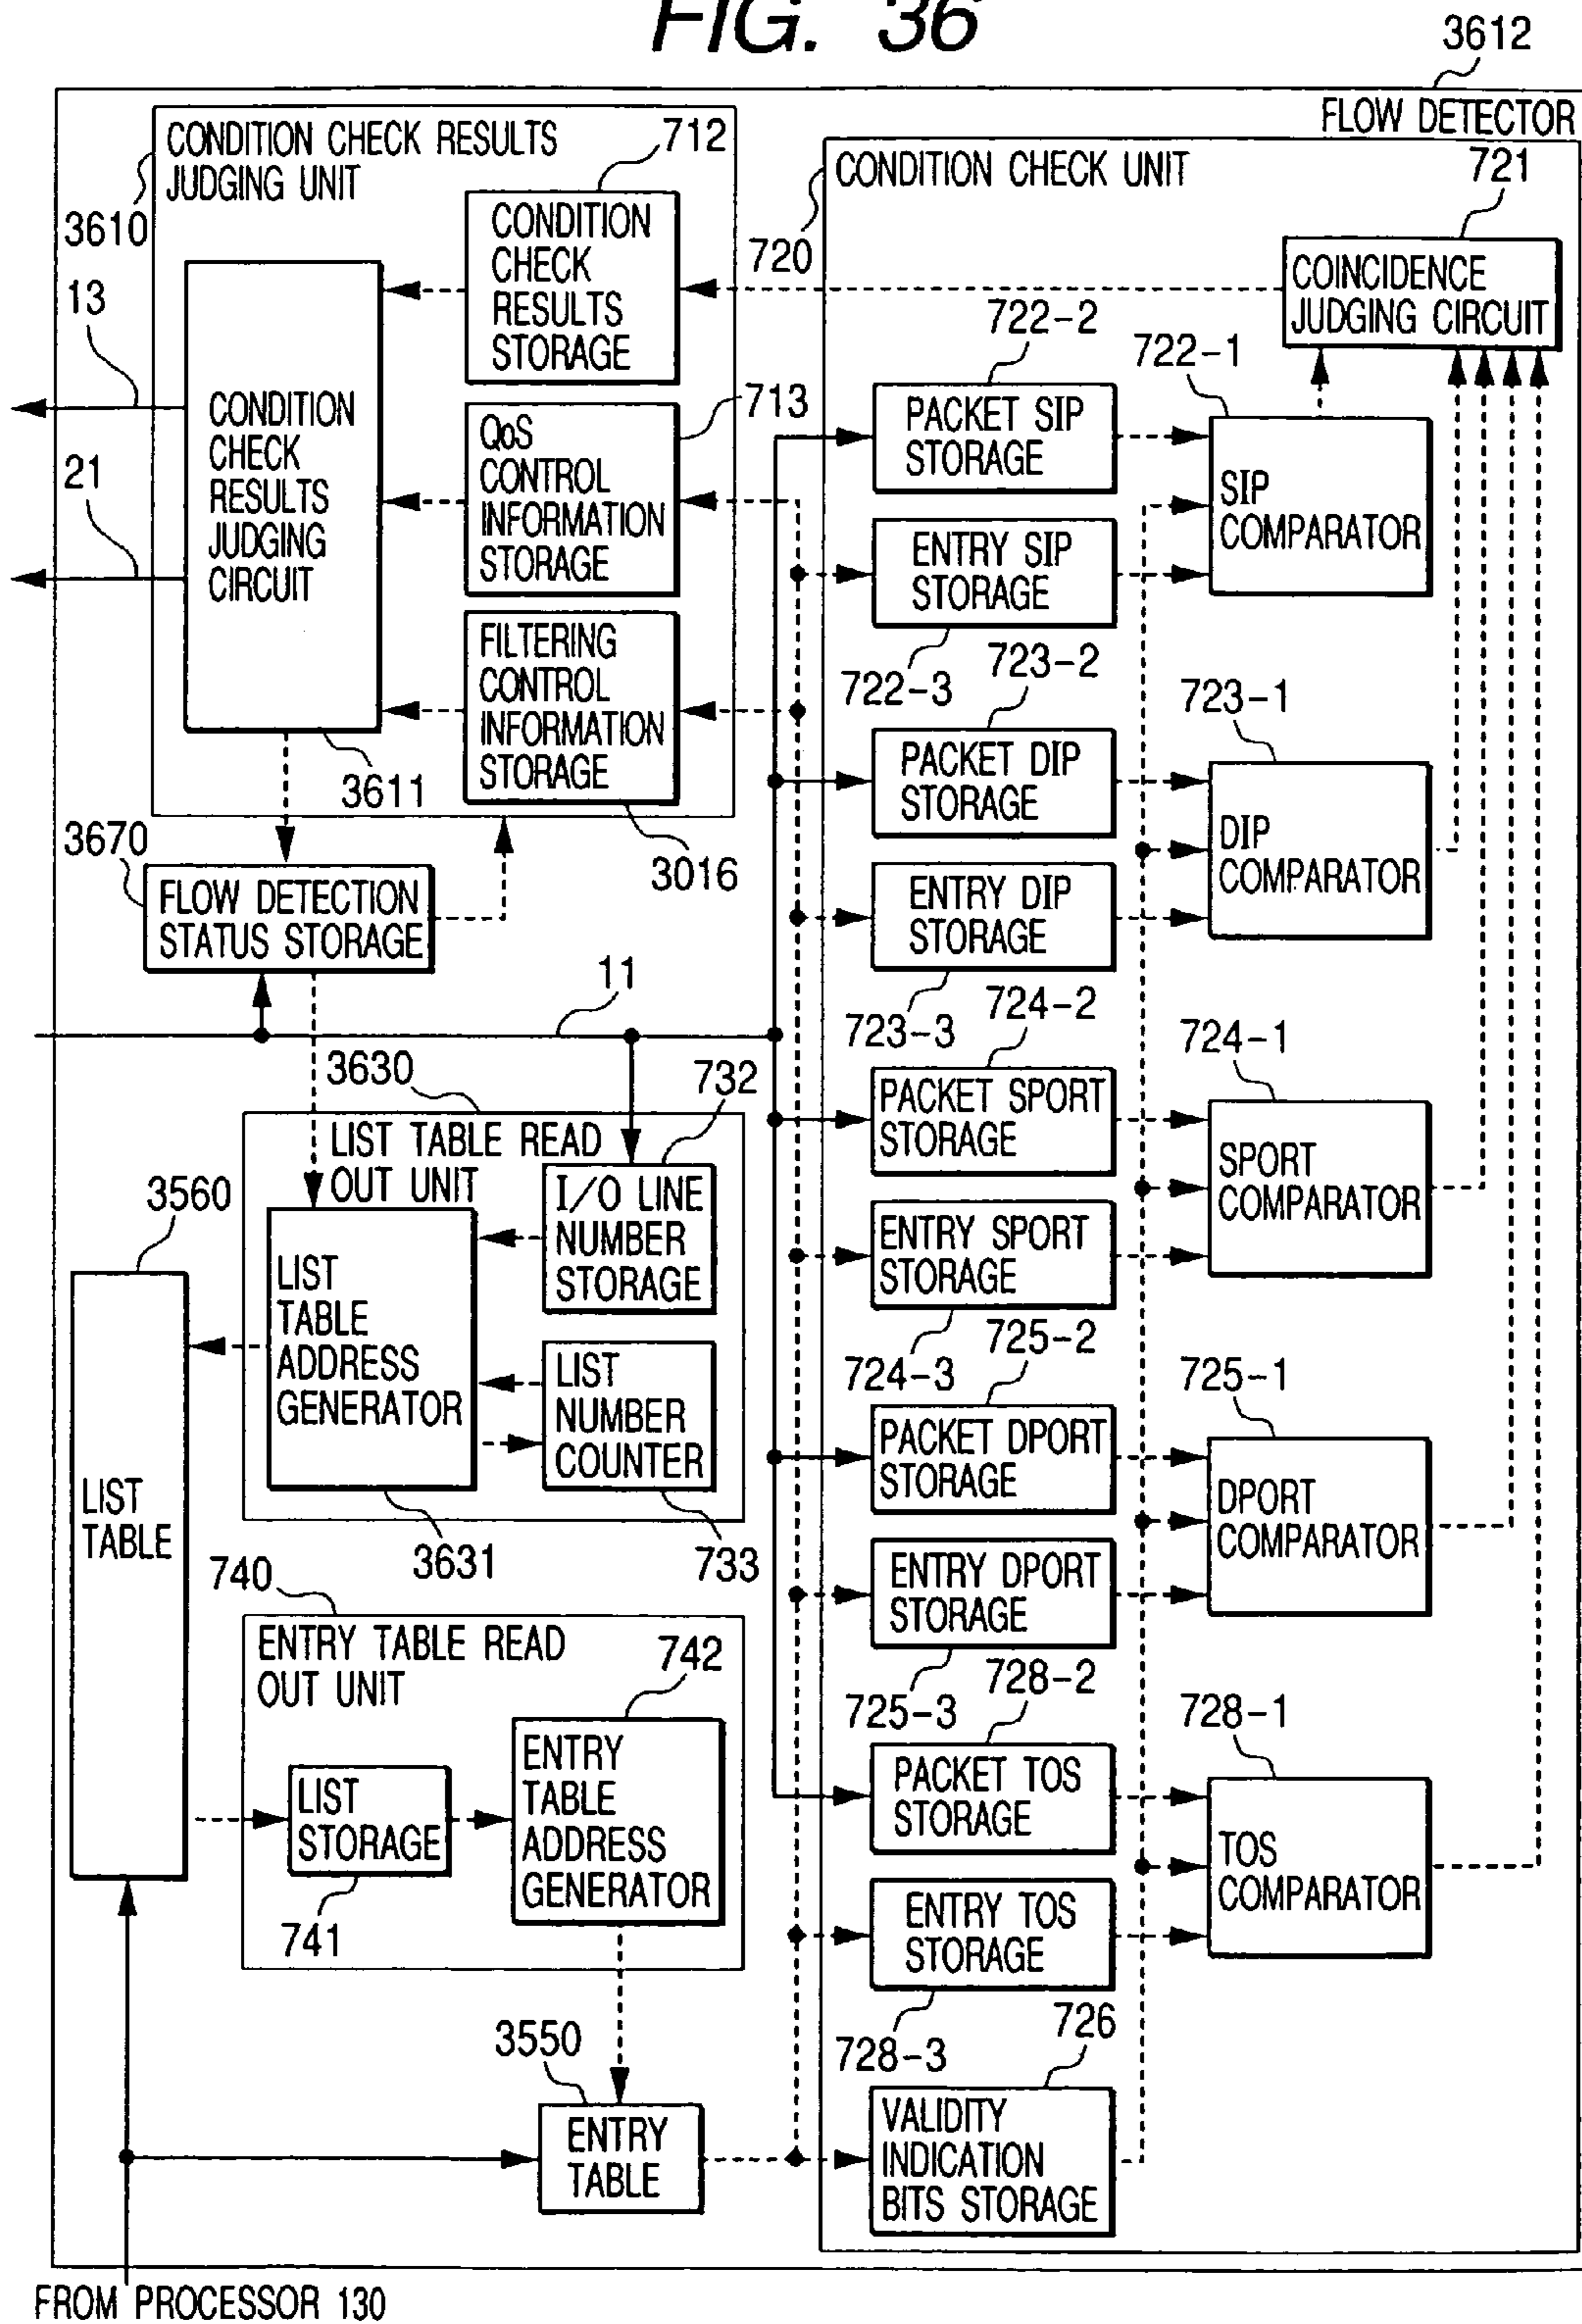 FIG. 36
3612
FLOW DETECTOR
CONDITION CHECK RESULTS
JUDGING UNIT
712
3610
CONDITION
CHECK
RESULTS
STORAGE
13
21
CONDITION
CHECK
RESULTS
JUDGING
CIRCUIT
713
QoS
CONTROL
INFORMATION
STORAGE
FILTERING
CONTROL
INFORMATION
STORAGE
3611
3016
3670
FLOW DETECTION
STATUS STORAGE
11
3630
732
LIST TABLE READ
OUT UNIT
I/O LINE
NUMBER
STORAGE
3560
LIST
TABLE
ADDRESS
GENERATOR
LIST
NUMBER
COUNTER
LIST
TABLE
3631
733
740
ENTRY TABLE READ
OUT UNIT
742
LIST
STORAGE
741
ENTRY
TABLE
ADDRESS
GENERATOR
3550
ENTRY
TABLE
FROM PROCESSOR 130
CONDITION CHECK UNIT
720
721
COINCIDENCE
JUDGING CIRCUIT
722-2
722-1
PACKET SIP
STORAGE
SIP
COMPARATOR
ENTRY SIP
STORAGE
722-3
723-2
723-1
PACKET DIP
STORAGE
DIP
COMPARATOR
ENTRY DIP
STORAGE
723-3
724-2
724-1
PACKET SPORT
STORAGE
SPORT
COMPARATOR
ENTRY SPORT
STORAGE
724-3
725-2
725-1
PACKET DPORT
STORAGE
DPORT
COMPARATOR
ENTRY DPORT
STORAGE
725-3
728-2
728-1
PACKET TOS
STORAGE
TOS
COMPARATOR
ENTRY TOS
STORAGE
728-3
726
VALIDITY
INDICATION
BITS STORAGE